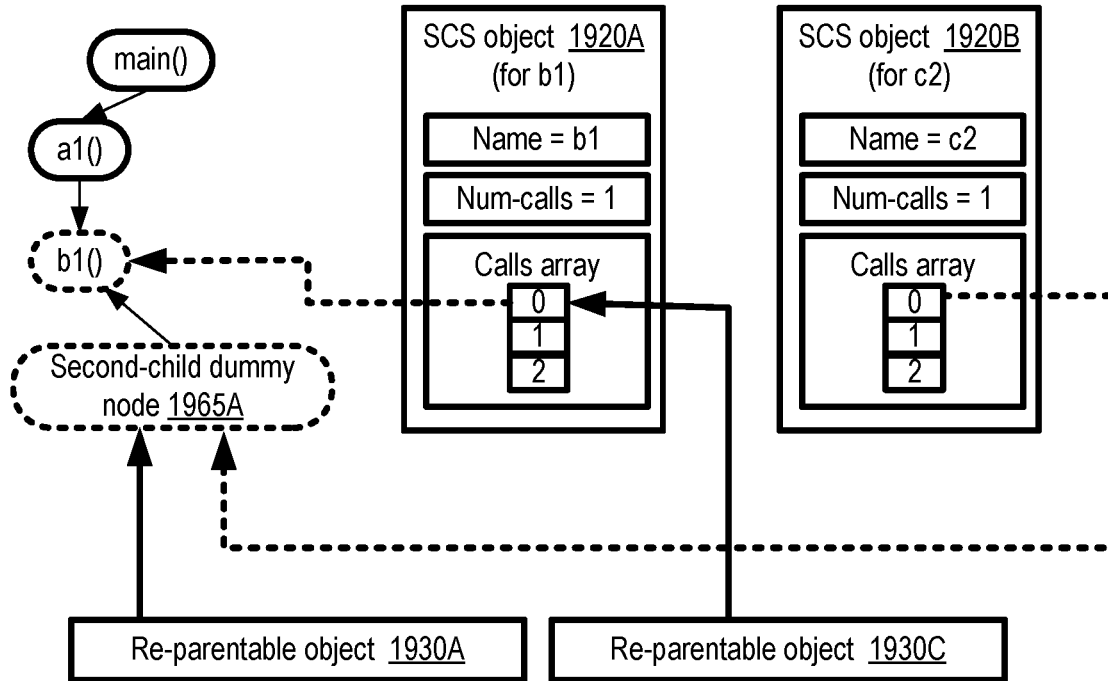 main()
a1()
b1()
Second-child dummy
node 1965A
SCS object 1920A
(for b1)
Name = b1
Num-calls = 1
Calls array
0
1
2
SCS object 1920B
(for c2)
Name = c2
Num-calls = 1
Calls array
0
1
2
Re-parentable object 1930A
Re-parentable object 1930C